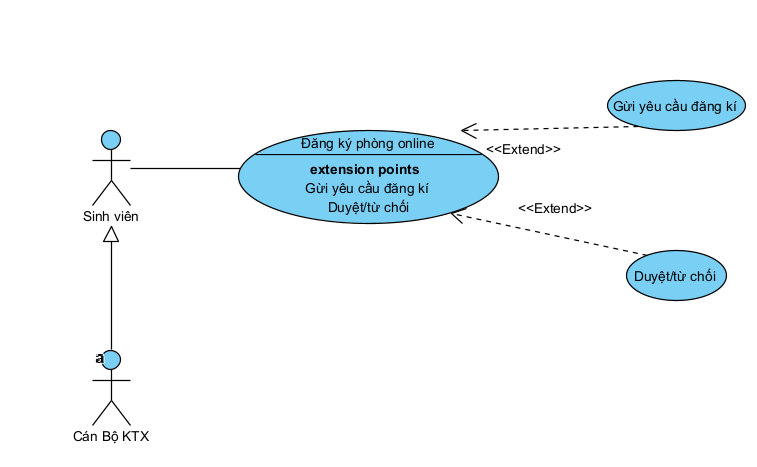 Gửi yêu cầu đăng kí
Đăng ký phòng online
<<Extend>>
extension points
Gửi yêu cầu đăng kí
Duyệt/từ chối
<<Extend>>
Sinh viên
Duyệt/từ chối
a
Cán Bộ KTX